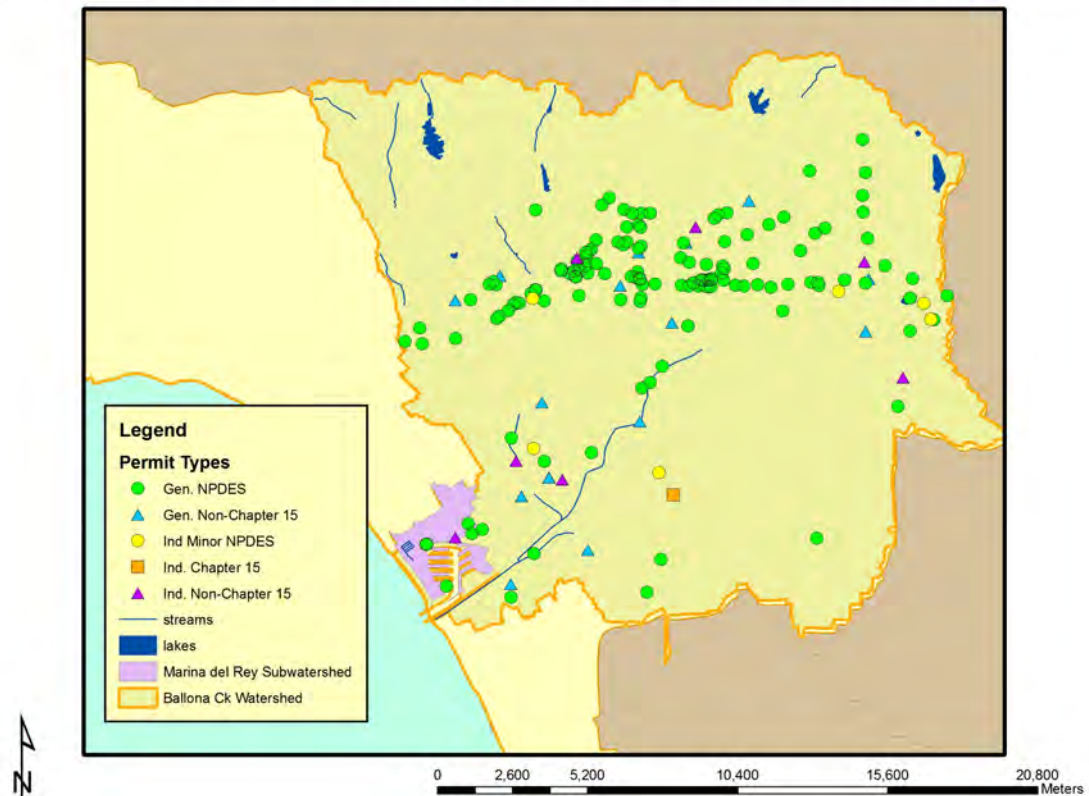 Legend
Permit Types
Gen. NPDES
Gen. Non-Chapter 15
Ind Minor NPDES
Ind. Chapter 15
Ind. Non-Chapter 15
streams
lakes
Marina del Rey Subwatershed
Ballona Ck Watershed
N
0 2,600 5,200 10,400 15,600 20,800
Meters